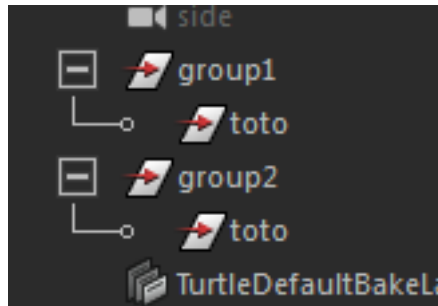 side
group1
toto
group2
toto
TurtleDefaultBakeLa